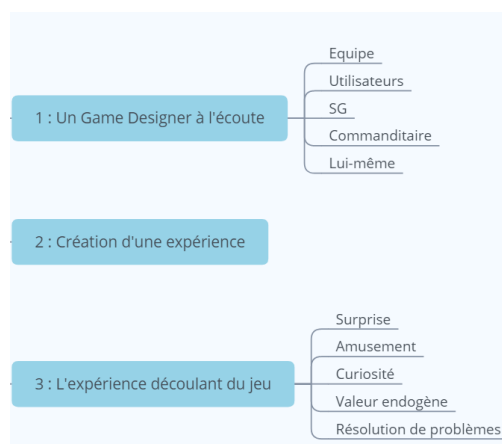 Equipe
Utilisateurs
1 : Un Game Designer à l'écoute
SG
Commanditaire
Lui-même
2 : Création d'une expérience
Surprise
Amusement
3 : L'expérience découlant du jeu
Curiosité
Valeur endogène
Résolution de problèmes